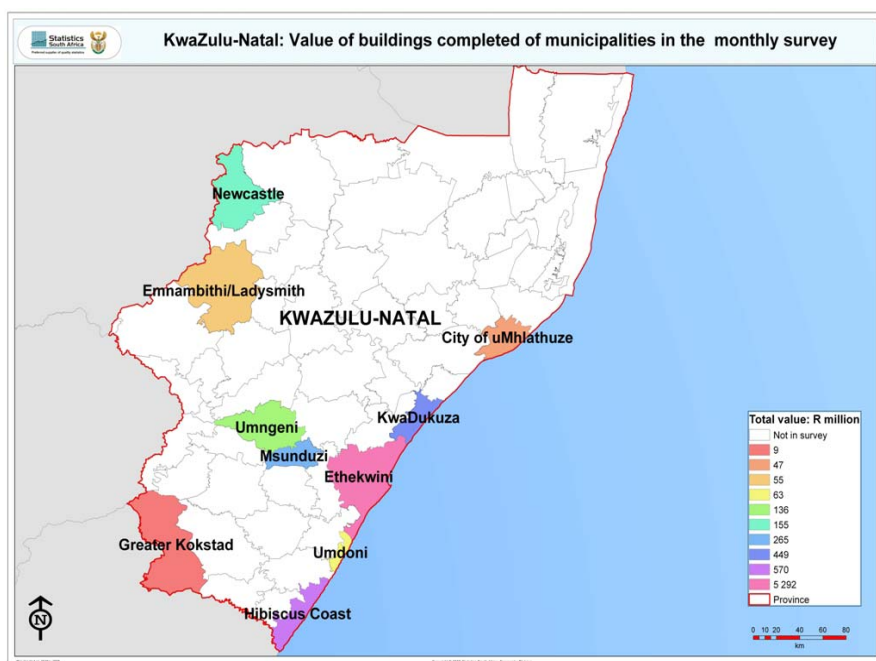 Statistics
South Africa
KwaZulu-Natal: Value of buildings completed of municipalities in the  monthly survey
Newcastle
Emnambithi/Ladysmith
KWAZULU-NATAL
City of uMhlathuze
KwaDukuza
Umngeni
Msunduzi
Ethekwini
Greater Kokstad
Umdoni
Hibiscus Coast
Total value: R million
Not in survey
9
47
55
63
136
155
265
449
570
5 292
Province
0 10 20 40 60 80
km
N